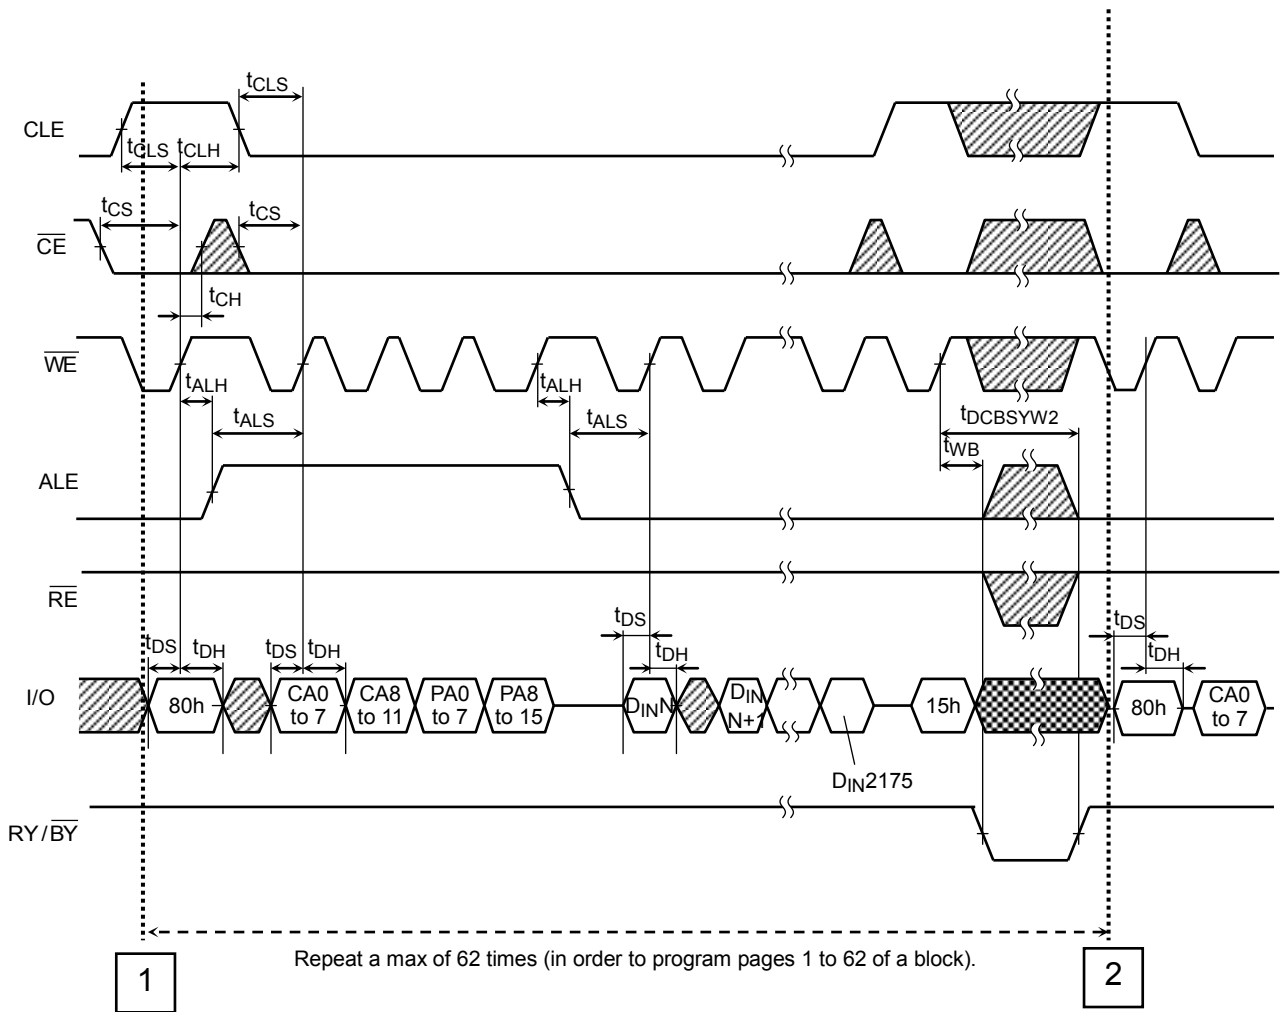 tCLS
CLE
tCLS tCLH
tCS tCS
CE
tCH
WE
tALH tALH
tALS tALS
tDCBSYW2
tWB
ALE
RE
tDS tDH tDS tDH tDS tDH tDS tDH
I/O
80h
CA0 to 7
CA8 to 11
PA0 to 7
PA8 to 15
DINN
DIN N+1
15h
80h
CA0 to 7
DIN2175
RY/BY
Repeat a max of 62 times (in order to program pages 1 to 62 of a block).
1
2